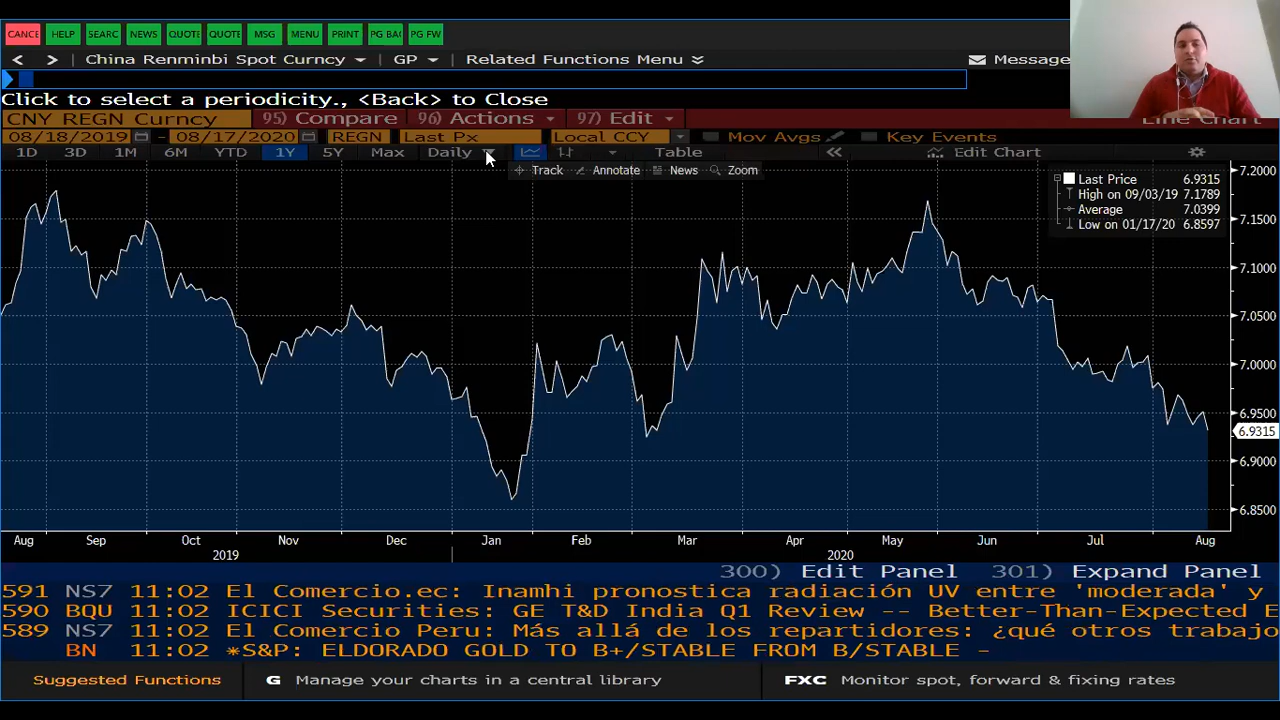 CANCE HELP SEARC NEWS QUOTE QUOTE MSG MENU PRINT PG BAC PG FW
< > China Renminbi Spot Curncy GP Related Functions Menu Message
Click to select a periodicity., <Back> to Close
CNY REGN Curncy 95) Compare 96) Actions 97) Edit Line Chart
08/18/2019 - 08/17/2020 REGN Last Px Local CCY Mov Avgs Key Events
1D 3D 1M 6M YTD 1Y 5Y Max Daily Table « Edit Chart
Track Annotate News Zoom
Last Price 6.9315
High on 09/03/19 7.1789
Average 7.0399
Low on 01/17/20 6.8597
7.2000
7.1500
7.1000
7.0500
7.0000
6.9500
6.9315
6.9000
6.8500
Aug Sep Oct Nov Dec Jan Feb Mar Apr May Jun Jul Aug
2019 2020
300) Edit Panel 301) Expand Panel
591 NS7 11:02 El Comercio.ec: Inamhi pronostica radiación UV entre 'moderada' y
590 BQU 11:02 ICICI Securities: GE T&D India Q1 Review -- Better-Than-Expected E
589 NS7 11:02 El Comercio Peru: Más allá de los repartidores: ¿qué otros trabajo
BN 11:02 *S&P: ELDORADO GOLD TO B+/STABLE FROM B/STABLE -
Suggested Functions G Manage your charts in a central library FXC Monitor spot, forward & fixing rates